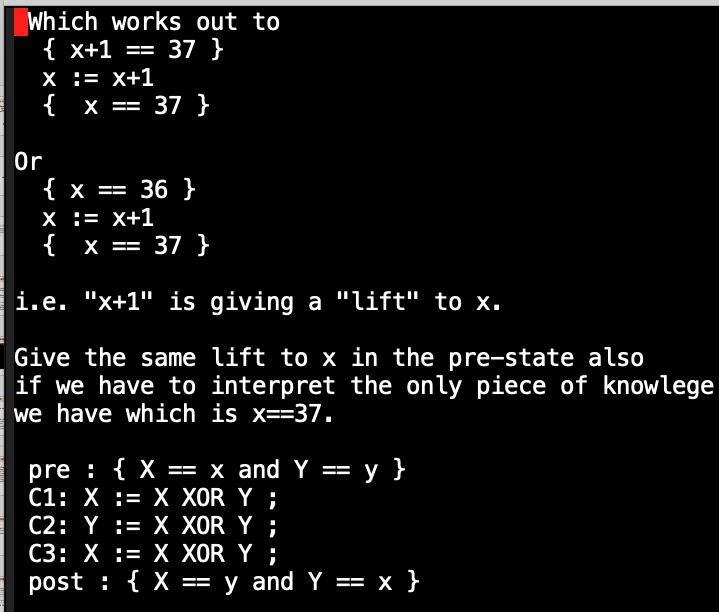 Which works out to
{ x+1 == 37 }
x := x+1
{  x == 37 }
Or
{ x == 36 }
x := x+1
{  x == 37 }
i.e. "x+1" is giving a "lift" to x.
Give the same lift to x in the pre-state also
if we have to interpret the only piece of knowlege
we have which is x==37.
pre : { X == x and Y == y }
C1: X := X XOR Y ;
C2: Y := X XOR Y ;
C3: X := X XOR Y ;
post : { X == y and Y == x }